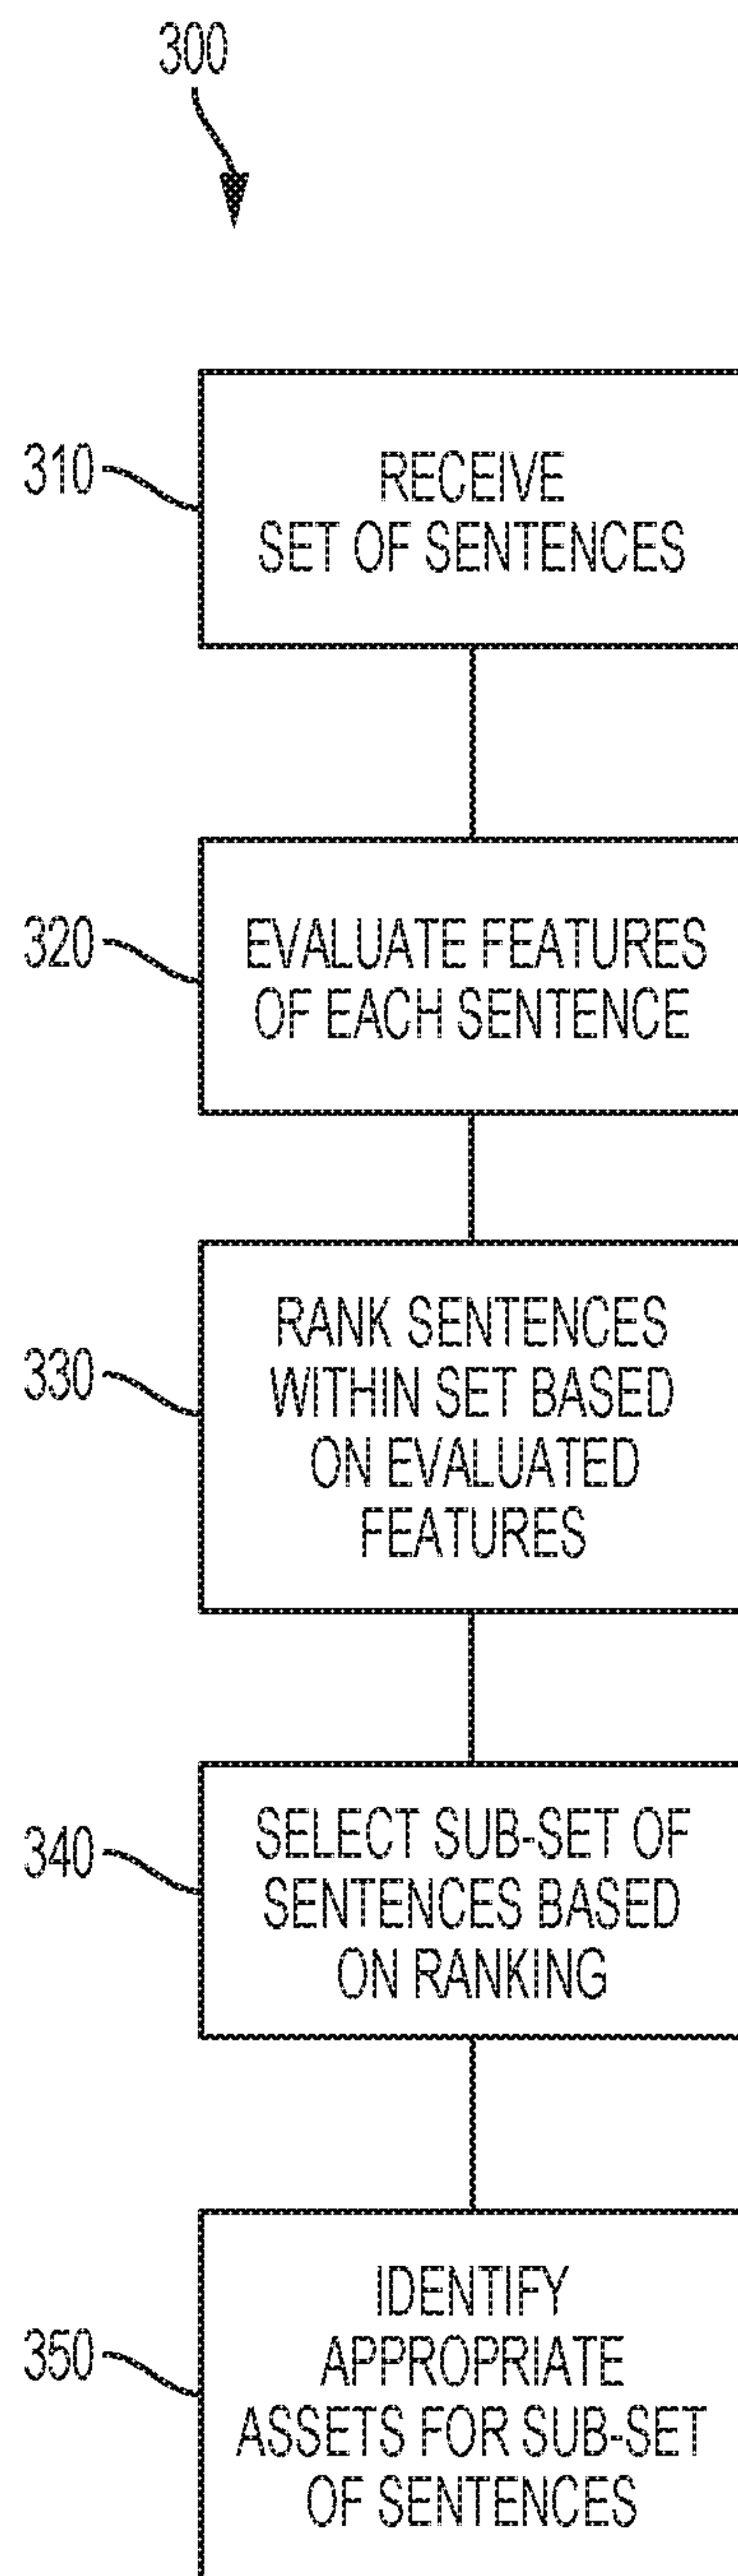 300
310
RECEIVE
SET OF SENTENCES
320
EVALUATE FEATURES
OF EACH SENTENCE
330
RANK SENTENCES
WITHIN SET BASED
ON EVALUATED
FEATURES
340
SELECT SUB-SET OF
SENTENCES BASED
ON RANKING
350
IDENTIFY
APPROPRIATE
ASSETS FOR SUB-SET
OF SENTENCES